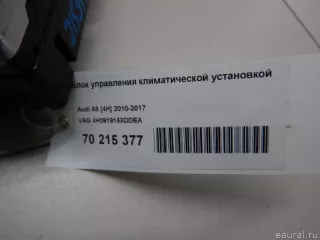 Блок управления климатической установкой
Audi A8 [4H] 2010-2017
VAG 4H0919158DDEA
70 215 377
eaural.ru